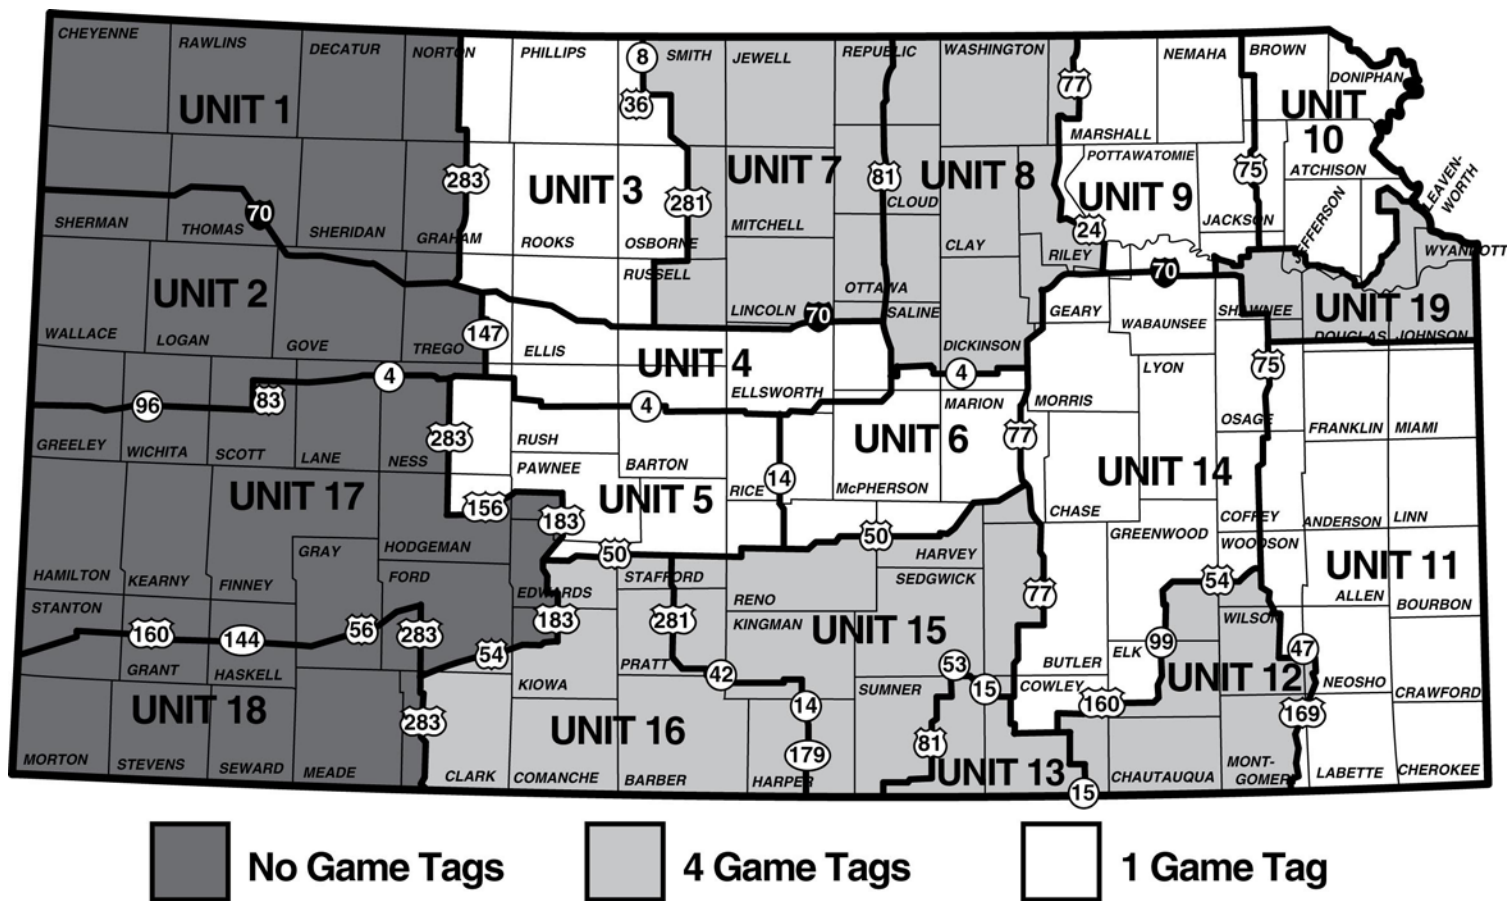 CHEYENNE
RAWLINS
DECATUR
NORTON
PHILLIPS
8
SMITH
JEWELL
REPUBLIC
WASHINGTON
77
NEMAHA
BROWN
DONIPHAN
UNIT 1
36
MARSHALL
UNIT
10
283
UNIT 3
281
UNIT 7
81
UNIT 8
POTTAWATOMIE
UNIT 9
75
ATCHISON
LEAVEN-
WORTH
SHERMAN
THOMAS
70
SHERIDAN
GRAHAM
ROOKS
OSBORNE
MITCHELL
CLOUD
CLAY
24
RILEY
JACKSON
JEFFERSON
WYANDOTT
UNIT 2
RUSSELL
LINCOLN
70
OTTAWA
SALINE
70
GEARY
WABAUNSEE
SHAWNEE
UNIT 19
DOUGLAS
JOHNSON
WALLACE
LOGAN
GOVE
TREGO
147
ELLIS
UNIT 4
ELLSWORTH
DICKINSON
4
LYON
75
96
83
4
4
MARION
MORRIS
OSAGE
FRANKLIN
MIAMI
GREELEY
WICHITA
SCOTT
LANE
NESS
283
RUSH
PAWNEE
BARTON
RICE
14
UNIT 6
McPHERSON
77
UNIT 14
UNIT 17
156
183
UNIT 5
50
50
CHASE
GREENWOOD
COFFEY
WOODSON
ANDERSON
LINN
HAMILTON
KEARNY
FINNEY
GRAY
HODGEMAN
FORD
EDWARDS
STAFFORD
RENO
HARVEY
SEDGWICK
77
54
UNIT 11
ALLEN
BOURBON
STANTON
160
144
56
283
183
281
KINGMAN
UNIT 15
WILSON
GRANT
HASKELL
54
KIOWA
PRATT
42
53
15
BUTLER
COWLEY
ELK
99
UNIT 12
47
NEOSHO
CRAWFORD
UNIT 18
283
UNIT 16
14
SUMNER
160
169
MORTON
STEVENS
SEWARD
MEADE
CLARK
COMANCHE
BARBER
179
HARPER
81
UNIT 13
15
CHAUTAUQUA
MONT-
GOMER
LABETTE
CHEROKEE
No Game Tags
4 Game Tags
1 Game Tag